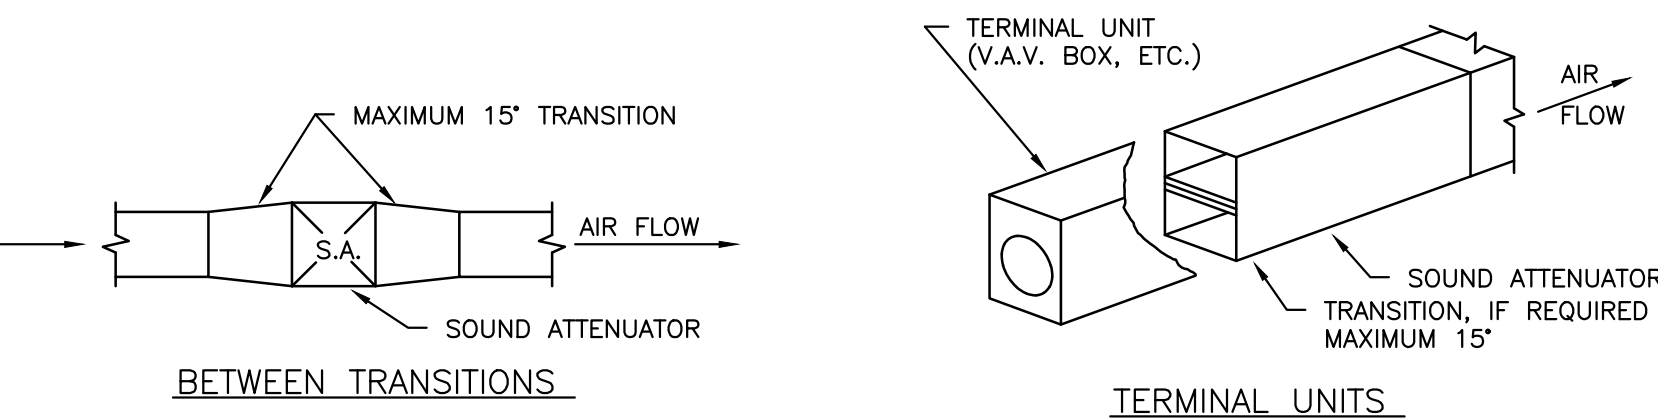 MAXIMUM 15° TRANSITION
S.A.
AIR FLOW
SOUND ATTENUATOR
BETWEEN TRANSITIONS
TERMINAL UNIT
(V.A.V. BOX, ETC.)
AIR
FLOW
SOUND ATTENUATOR
TRANSITION, IF REQUIRED
MAXIMUM 15°
TERMINAL UNITS